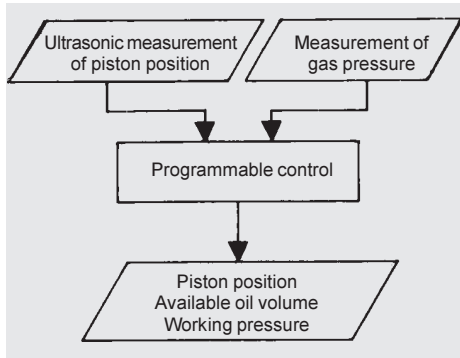 Ultrasonic measurement
of piston position
Measurement of
gas pressure
Programmable control
Piston position
Available oil volume
Working pressure